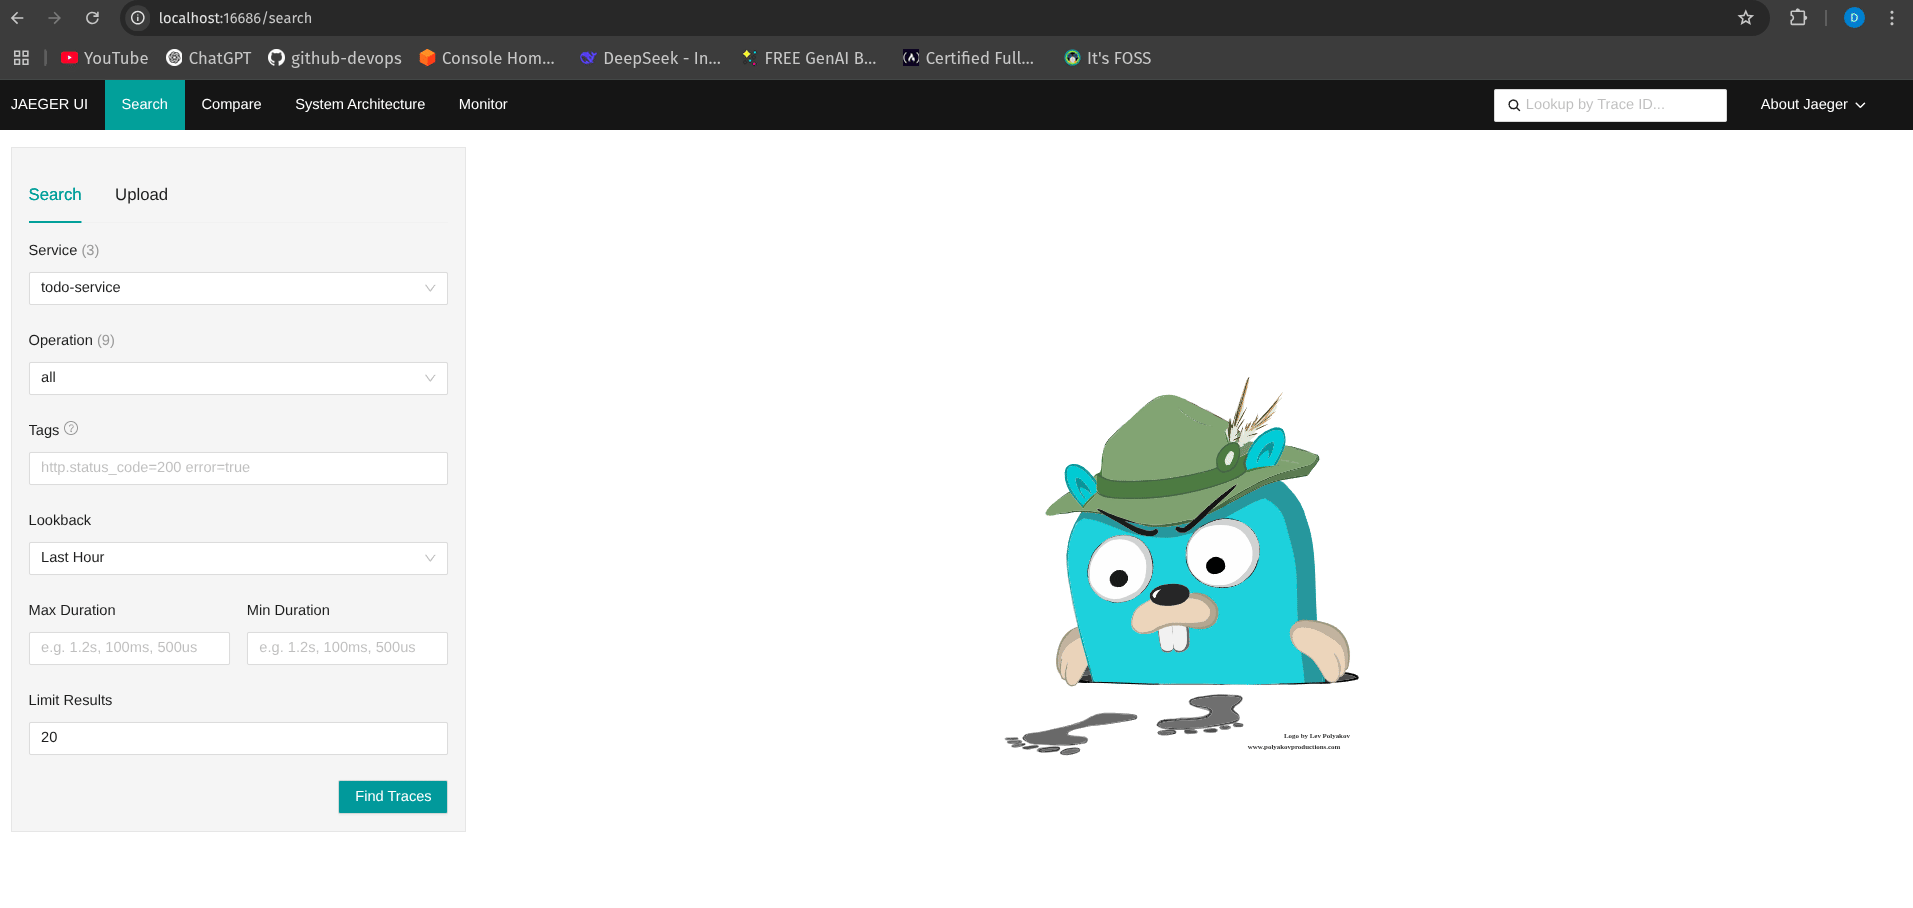 localhost:16686/search
YouTube ChatGPT github-devops Console Hom... DeepSeek - In... FREE GenAI B... Certified Full... It's FOSS
D
JAEGER UI Search Compare System Architecture Monitor Lookup by Trace ID... About Jaeger
Search Upload
Service (3)
todo-service
Operation (9)
all
Tags ?
http.status_code=200 error=true
Lookback
Last Hour
Max Duration Min Duration
e.g. 1.2s, 100ms, 500us e.g. 1.2s, 100ms, 500us
Limit Results
20
Find Traces
Logo by Lev Polyakov
www.polyakovproductions.com